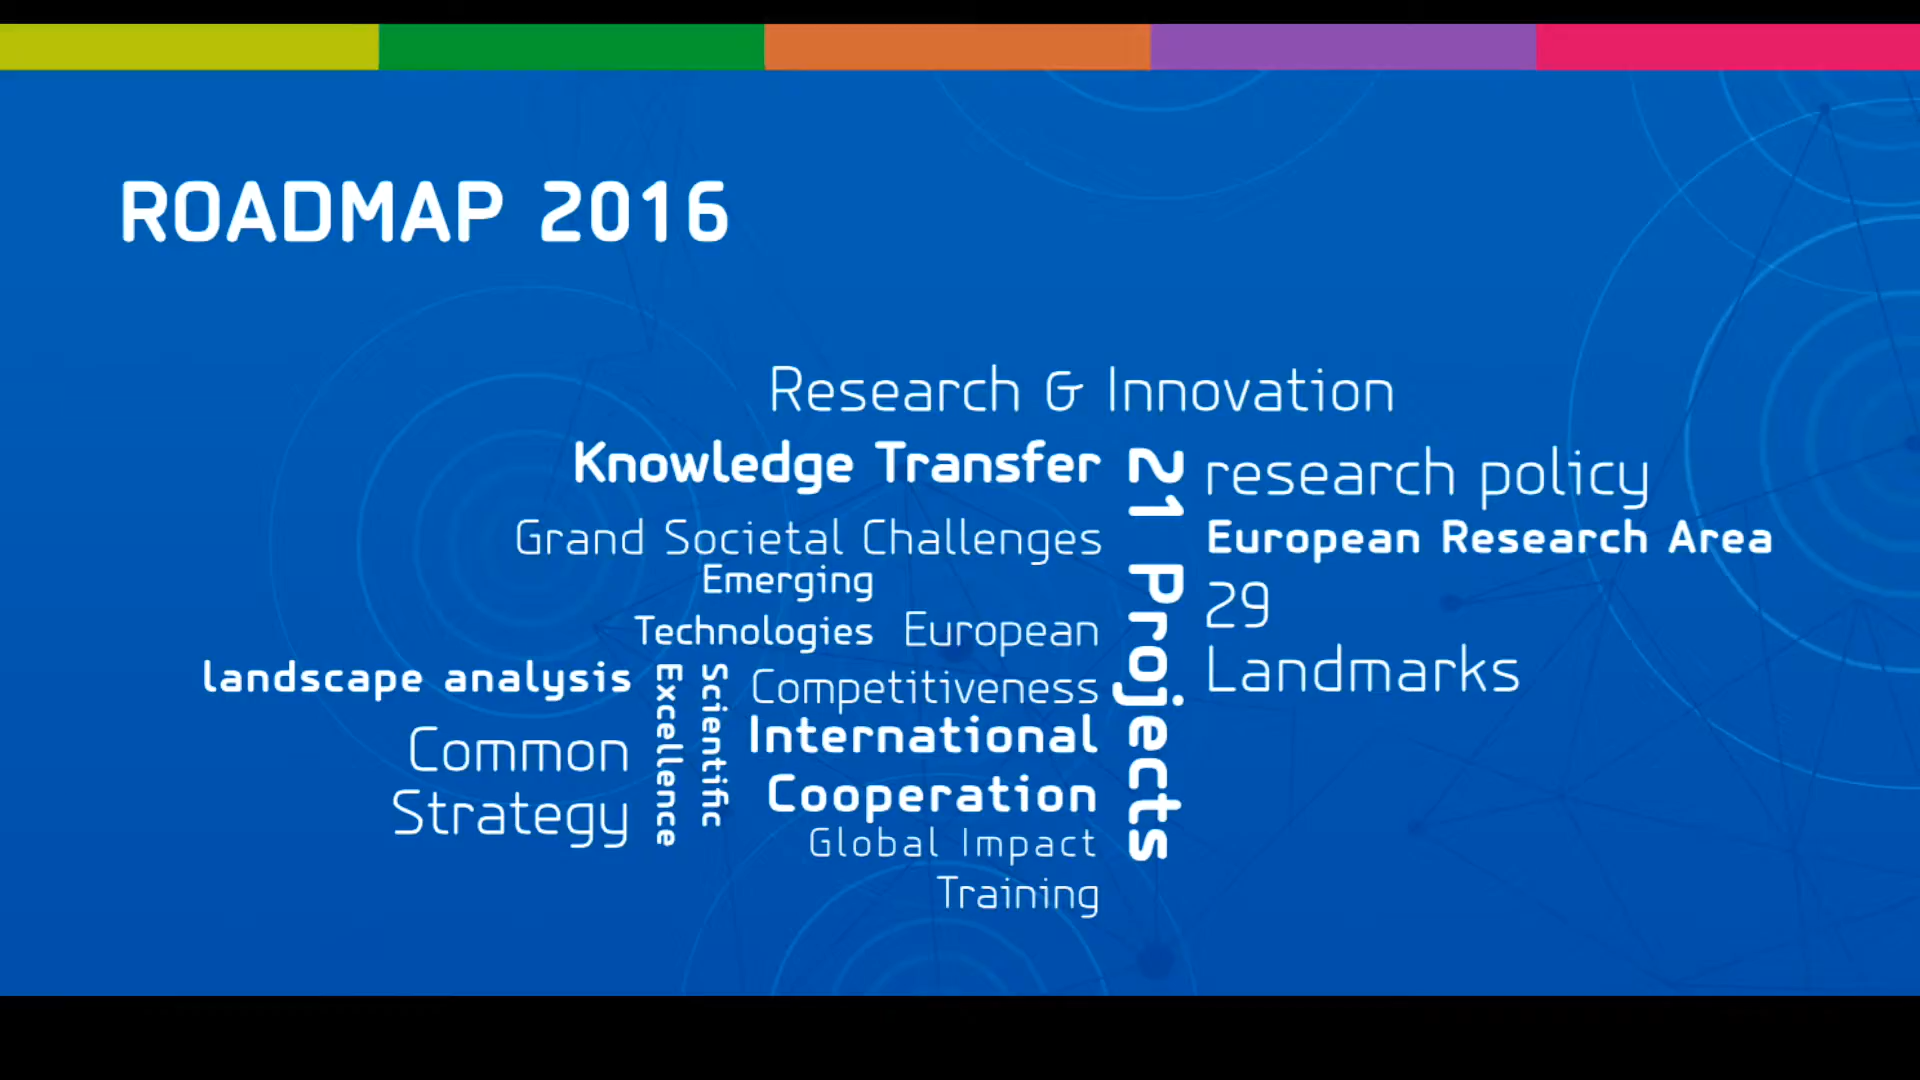 ROADMAP 2016
Research & Innovation
Knowledge Transfer
21 Projects
research policy
Grand Societal Challenges
European Research Area
Emerging
Technologies
European
29
Landmarks
landscape analysis
Scientific
Excellence
Competitiveness
International
Common
Strategy
Cooperation
Global Impact
Training